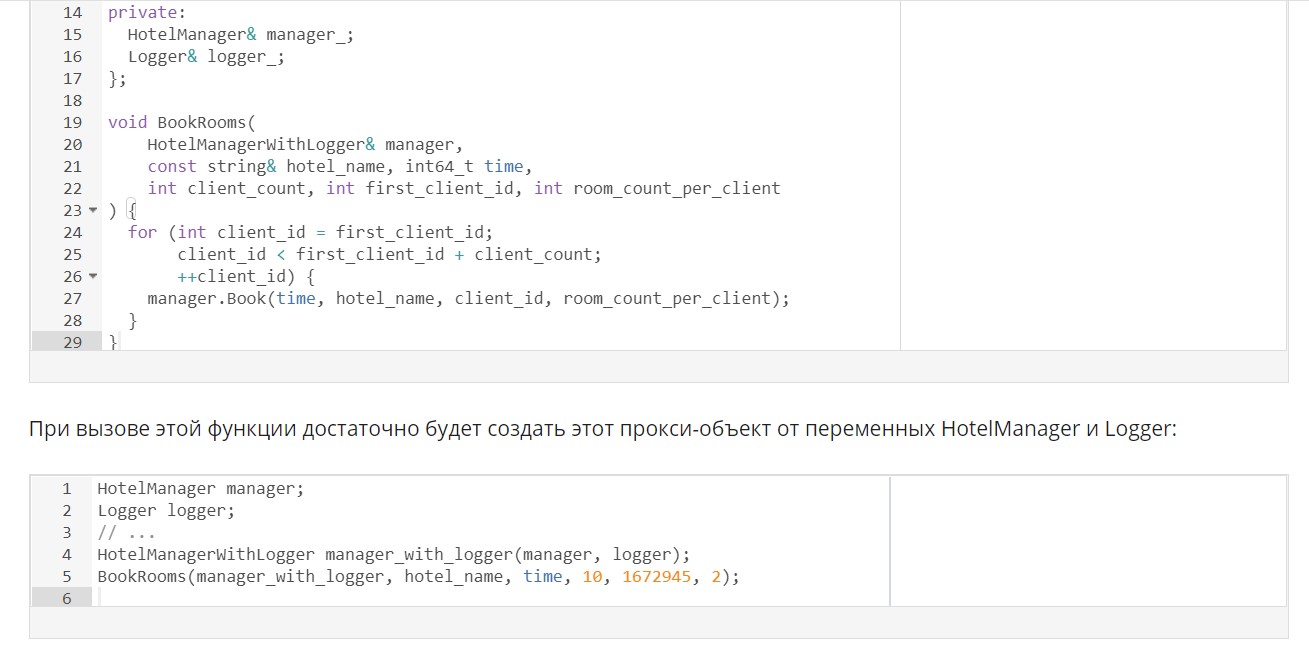 14 private:
15   HotelManager& manager_;
16   Logger& logger_;
17 };
18
19 void BookRooms(
20     HotelManagerWithLogger& manager,
21     const string& hotel_name, int64_t time,
22     int client_count, int first_client_id, int room_count_per_client
23 ) {
24   for (int client_id = first_client_id;
25        client_id < first_client_id + client_count;
26        ++client_id) {
27     manager.Book(time, hotel_name, client_id, room_count_per_client);
28   }
29 }
При вызове этой функции достаточно будет создать этот прокси-объект от переменных HotelManager и Logger:
1 HotelManager manager;
2 Logger logger;
3 // ...
4 HotelManagerWithLogger manager_with_logger(manager, logger);
5 BookRooms(manager_with_logger, hotel_name, time, 10, 1672945, 2);
6